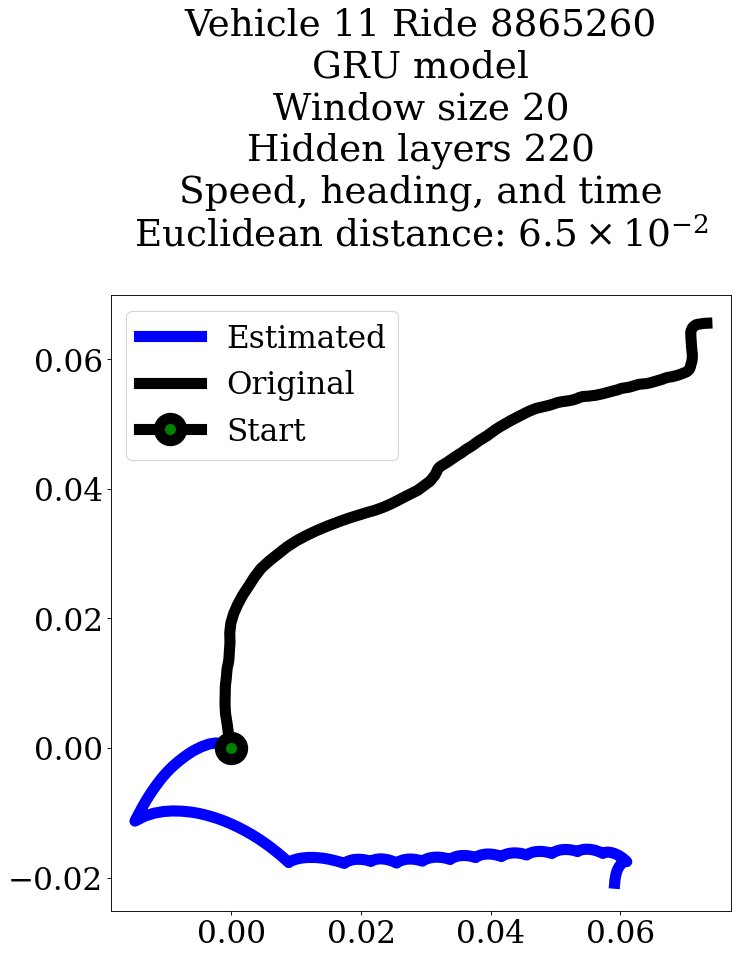 Vehicle 11 Ride 8865260
GRU model
Window size 20
Hidden layers 220
Speed, heading, and time
Euclidean distance: 6.5 × 10⁻²
Estimated
Original
Start
0.06
0.04
0.02
0.00
−0.02
0.00 0.02 0.04 0.06